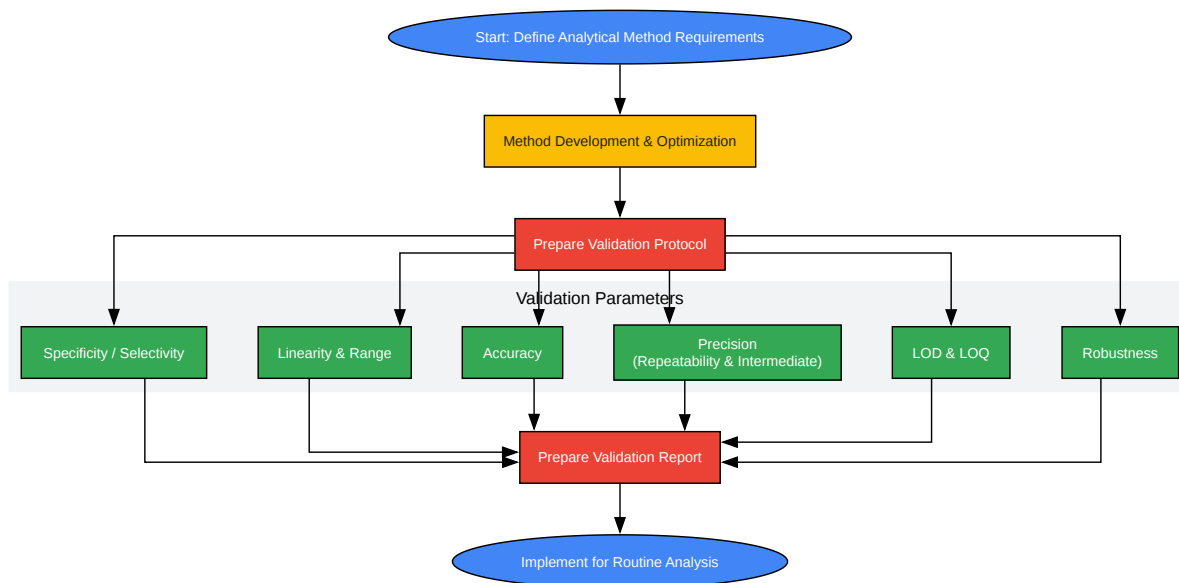 Start: Define Analytical Method Requirements
Method Development & Optimization
Prepare Validation Protocol
Validation Parameters
Specificity / Selectivity
Linearity & Range
Accuracy
Precision
(Repeatability & Intermediate)
LOD & LOQ
Robustness
Prepare Validation Report
Implement for Routine Analysis